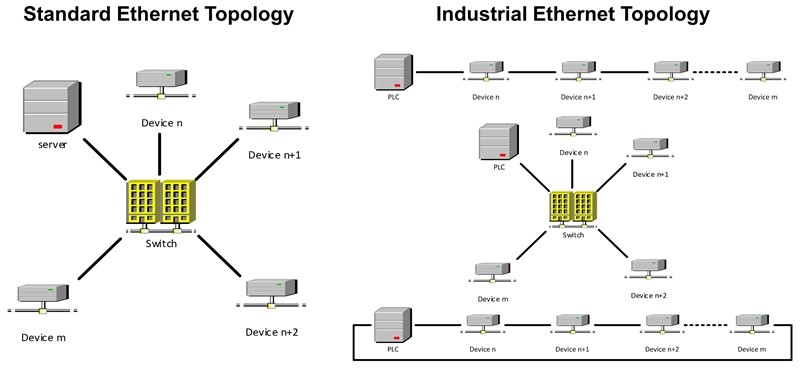 Standard Ethernet Topology
server
Device n
Device n+1
Switch
Device m
Device n+2
Industrial Ethernet Topology
PLC
Device n
Device n+1
Device n+2
Device m
PLC
Device n
Device n+1
Switch
Device m
Device n+2
PLC
Device n
Device n+1
Device n+2
Device m